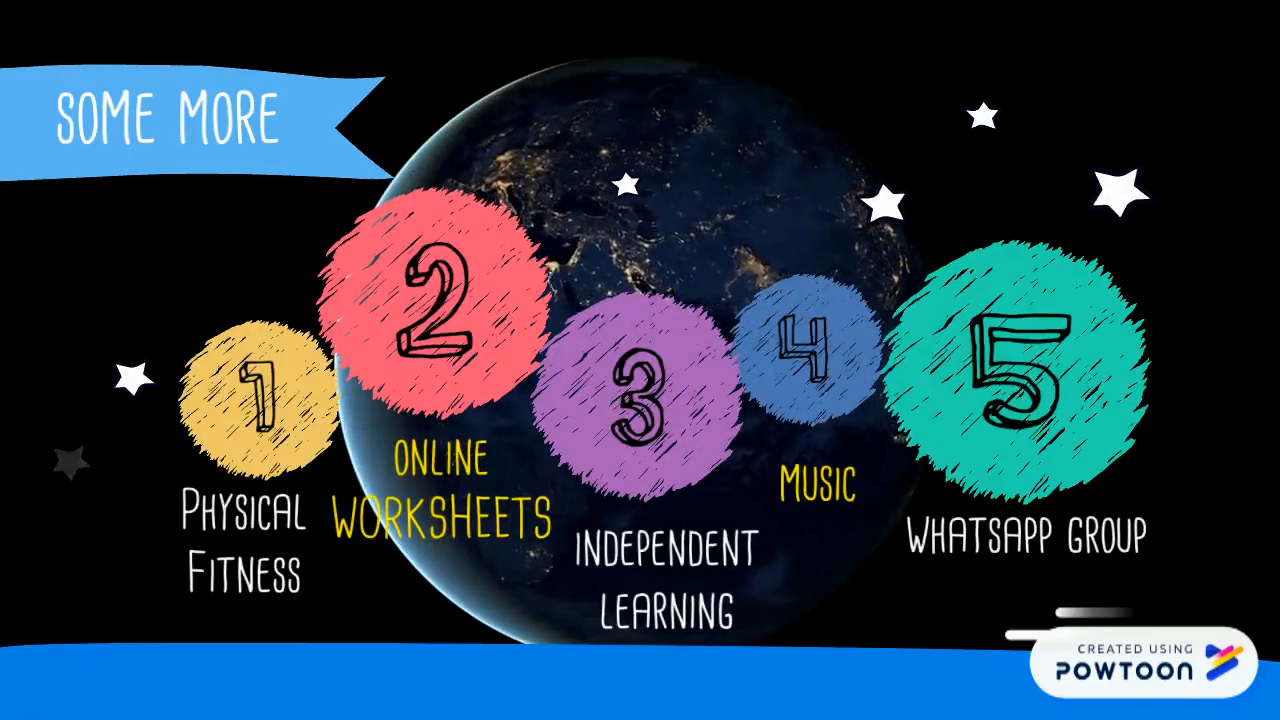 SOME MORE
1
PHYSICAL
FITNESS
2
ONLINE
WORKSHEETS
3
INDEPENDENT
LEARNING
4
MUSIC
5
WHATSAPP GROUP
CREATED USING
POWTOON